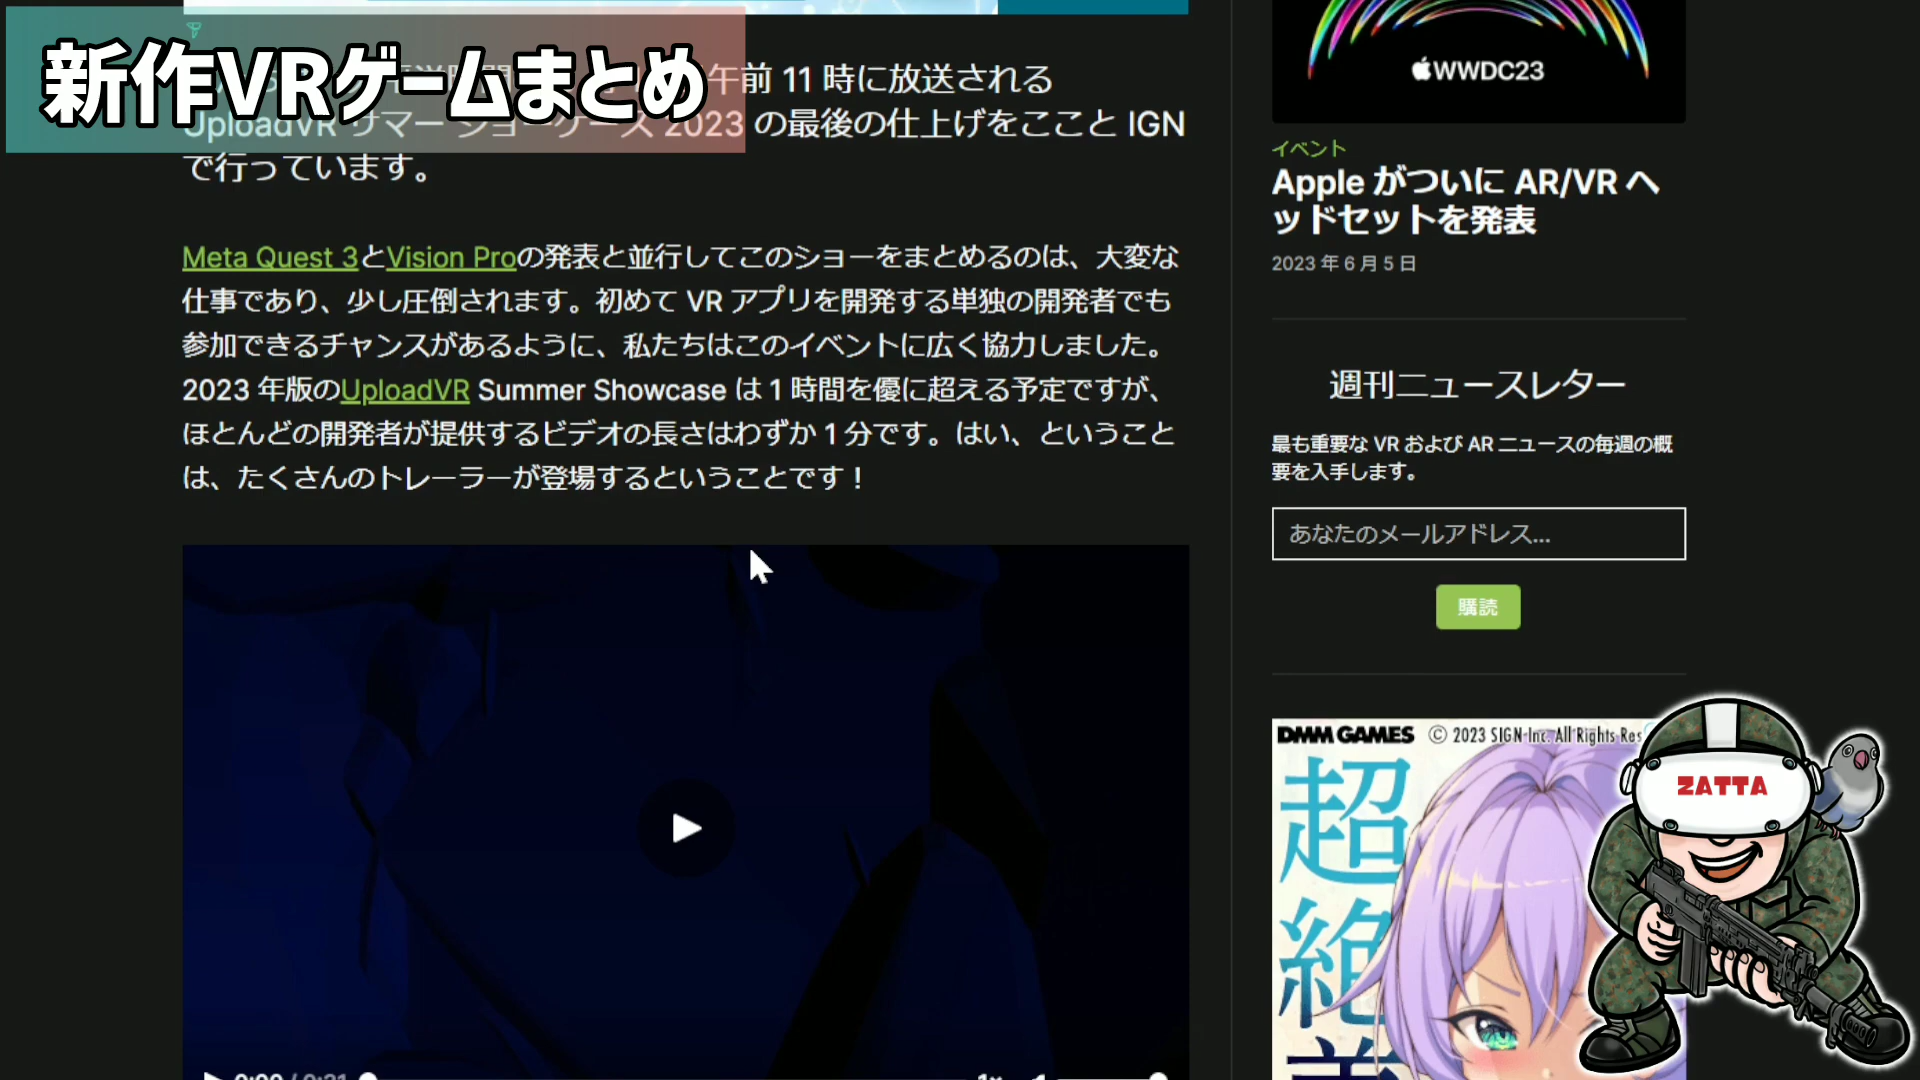 新作VRゲームまとめ
午前 11 時に放送される
UploadVR サマー ショーケース 2023 の最後の仕上げをここと IGN
で行っています。
Meta Quest 3とVision Proの発表と並行してこのショーをまとめるのは、大変な
仕事であり、少し圧倒されます。初めて VR アプリを開発する単独の開発者でも
参加できるチャンスがあるように、私たちはこのイベントに広く協力しました。
2023 年版のUploadVR Summer Showcase は 1 時間を優に超える予定ですが、
ほとんどの開発者が提供するビデオの長さはわずか 1 分です。はい、ということ
は、たくさんのトレーラーが登場するということです！
WWDC23
イベント
Apple がついに AR/VR ヘ
ッドセットを発表
2023 年 6 月 5 日
週刊ニュースレター
最も重要な VR および AR ニュースの毎週の概
要を入手します。
あなたのメールアドレス...
購読
DMM GAMES © 2023 SIGN Inc. All Rights Res
超絶
ZATTA